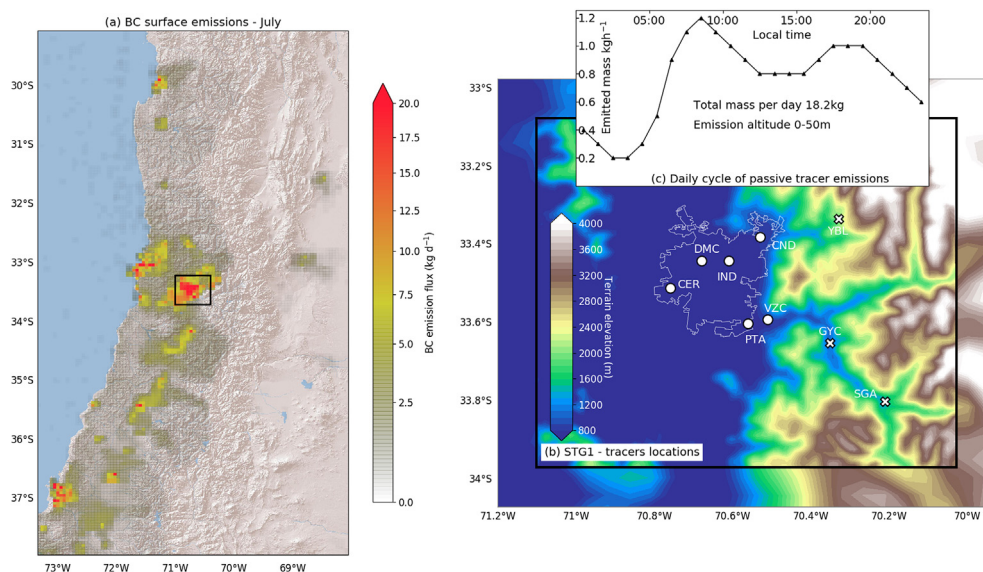 (a) BC surface emissions - July
30°S
31°S
32°S
33°S
34°S
35°S
36°S
37°S
73°W
72°W
71°W
70°W
69°W
20.0
17.5
15.0
12.5
10.0
7.5
5.0
2.5
0.0
BC emission flux (kg d⁻¹)
1.2
1.0
0.8
0.6
0.4
0.2
Emitted mass kgh⁻¹
05:00
10:00
15:00
20:00
Local time
Total mass per day 18.2kg
Emission altitude 0-50m
(c) Daily cycle of passive tracer emissions
33°S
33.2°S
33.4°S
33.6°S
33.8°S
34°S
4000
3600
3200
2800
2400
2000
1600
1200
800
Terrain elevation (m)
YBL
CND
DMC
IND
CER
VZC
PTA
GYC
SGA
(b) STG1 - tracers locations
71.2°W
71°W
70.8°W
70.6°W
70.4°W
70.2°W
70°W